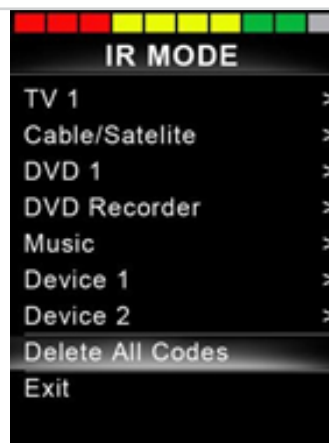 IR MODE
TV 1 >
Cable/Satelite >
DVD 1 >
DVD Recorder >
Music >
Device 1 >
Device 2 >
Delete All Codes
Exit